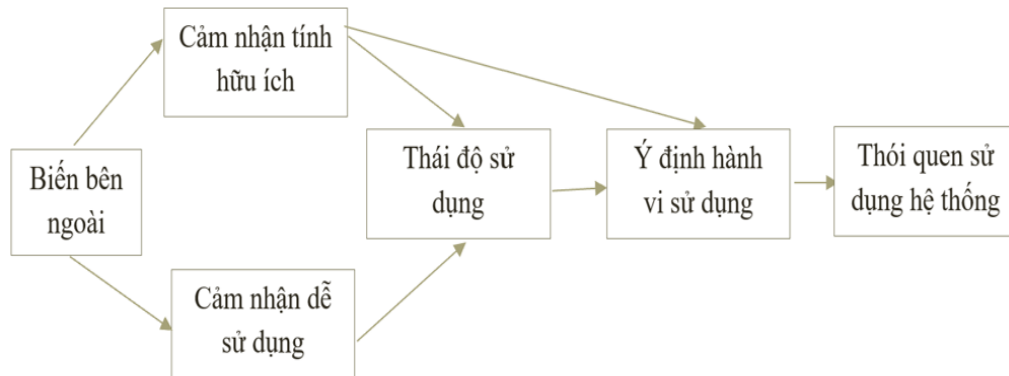 Cảm nhận tính
hữu ích
Biến bên
ngoài
Thái độ sử
dụng
Ý định hành
vi sử dụng
Thói quen sử
dụng hệ thống
Cảm nhận dễ
sử dụng